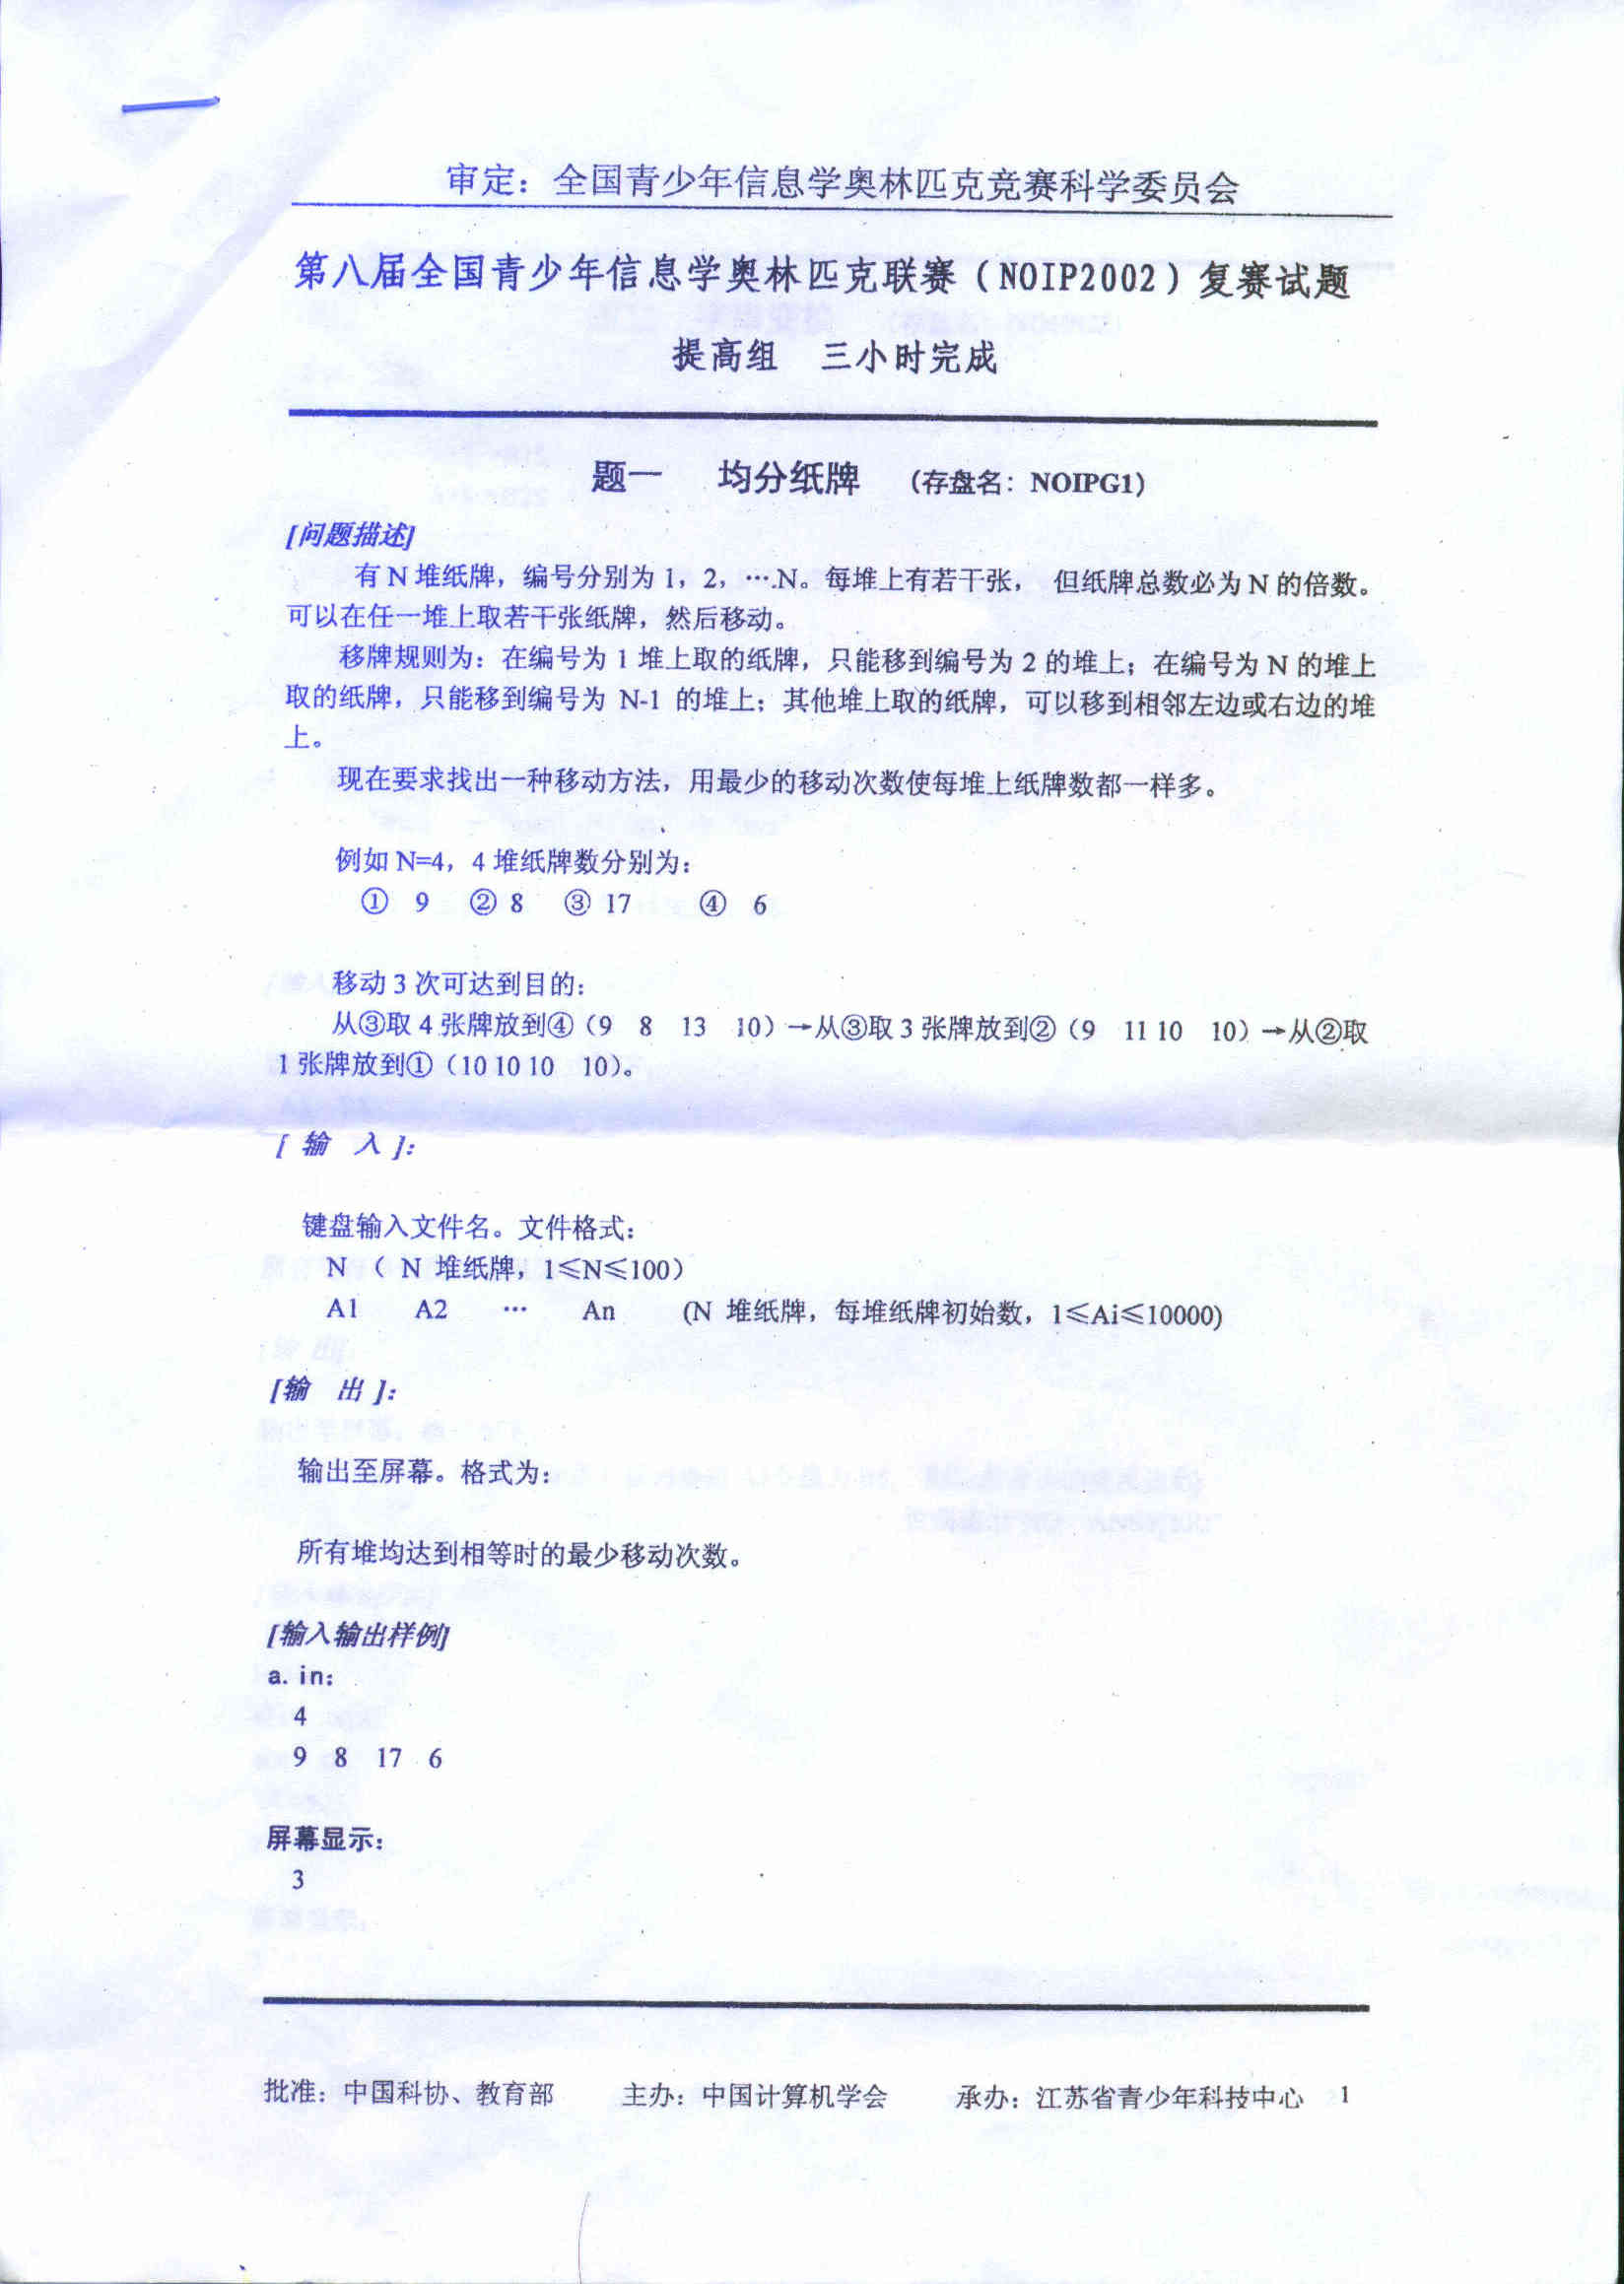 审定：全国青少年信息学奥林匹克竞赛科学委员会
第八届全国青少年信息学奥林匹克联赛（NOIP2002）复赛试题
提高组 三小时完成
题一 均分纸牌 （存盘名：NOIPG1）
[问题描述]
有 N 堆纸牌，编号分别为 1，2，…N。每堆上有若干张， 但纸牌总数必为 N 的倍数。
可以在任一堆上取若干张纸牌，然后移动。
移牌规则为：在编号为 1 堆上取的纸牌，只能移到编号为 2 的堆上；在编号为 N 的堆上
取的纸牌，只能移到编号为 N-1 的堆上；其他堆上取的纸牌，可以移到相邻左边或右边的堆
上。
现在要求找出一种移动方法，用最少的移动次数使每堆上纸牌数都一样多。
例如 N=4，4 堆纸牌数分别为：
① 9 ② 8 ③ 17 ④ 6
移动 3 次可达到目的：
从③取 4 张牌放到④（9 8 13 10）→从③取 3 张牌放到②（9 11 10 10）→从②取
1 张牌放到①（10 10 10 10）。
[ 输 入 ]:
键盘输入文件名。文件格式：
N （ N 堆纸牌，1≤N≤100）
A1 A2 … An (N 堆纸牌，每堆纸牌初始数，1≤Ai≤10000)
[输 出 ]:
输出至屏幕。格式为：
所有堆均达到相等时的最少移动次数。
[输入输出样例]
a. in:
4
9 8 17 6
屏幕显示：
3
批准：中国科协、教育部 主办：中国计算机学会 承办：江苏省青少年科技中心 1